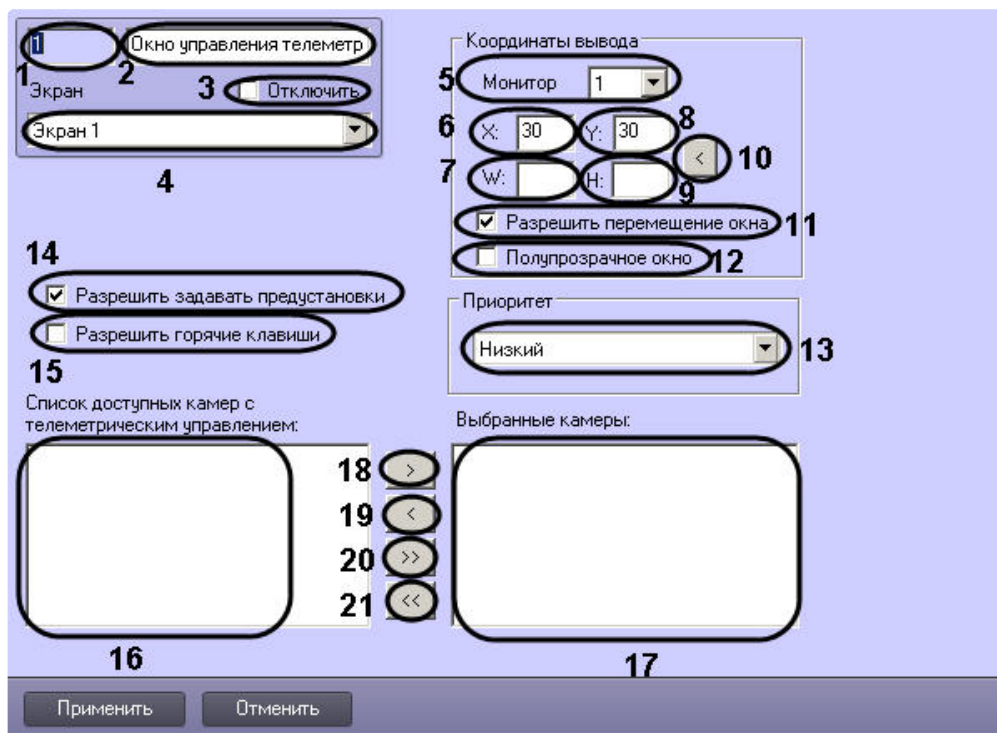 1
Окно управления телеметр
1
2
Экран
3
Отключить
Экран 1
4
Координаты вывода
5
Монитор
1
6
X:
30
Y:
30
8
7
W:
H:
9
<
10
Разрешить перемещение окна
11
Полупрозрачное окно
12
14
Разрешить задавать предустановки
Разрешить горячие клавиши
15
Приоритет
Низкий
13
Список доступных камер с
телеметрическим управлением:
Выбранные камеры:
18
>
19
<
20
>>
21
<<
16
17
Применить
Отменить